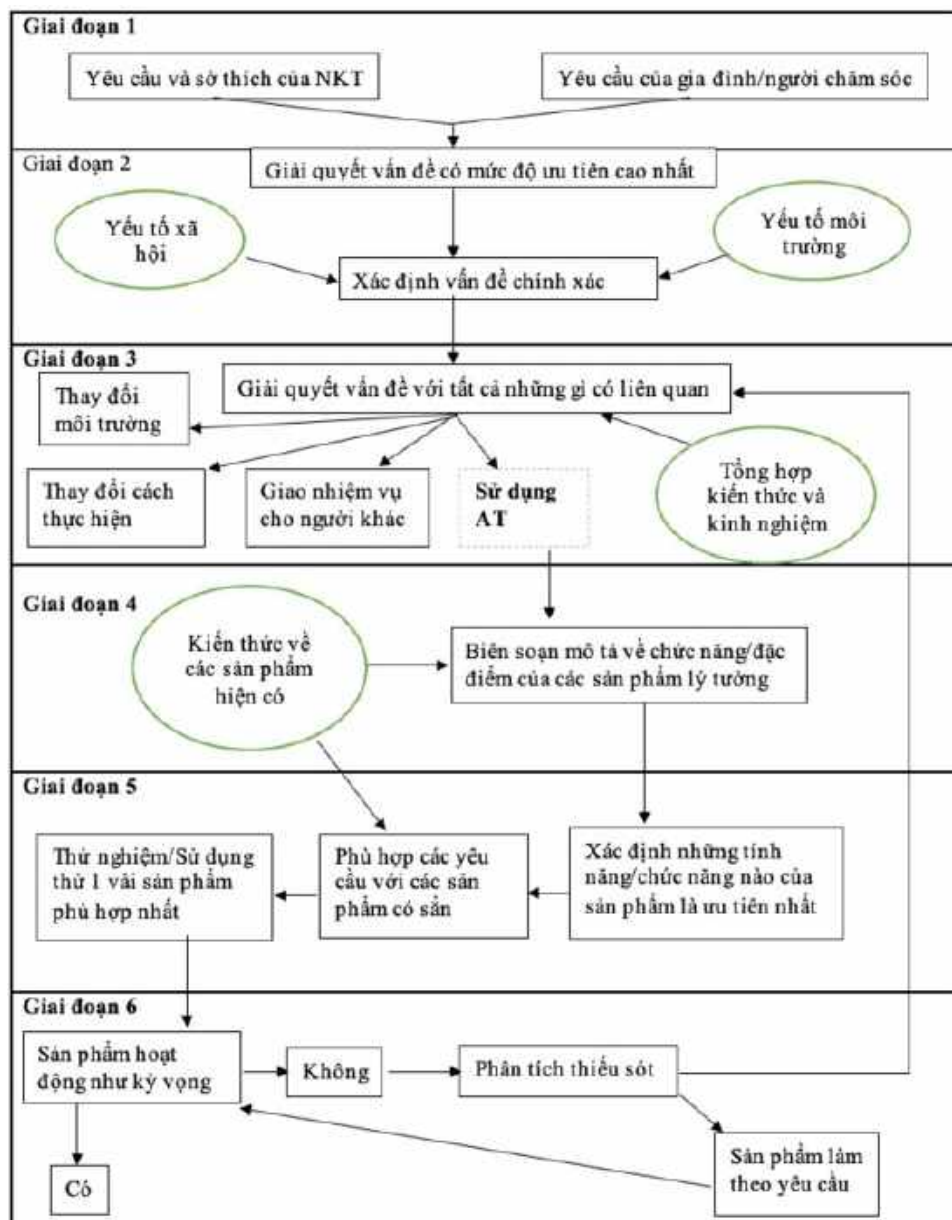 Giai đoạn 1
Yêu cầu và sở thích của NKT
Yêu cầu của gia đình/người chăm sóc
Giai đoạn 2
Giải quyết vấn đề có mức độ ưu tiên cao nhất
Yếu tố xã
hội
Yếu tố môi
trường
Xác định vấn đề chính xác
Giai đoạn 3
Giải quyết vấn đề với tất cả những gì có liên quan
Thay đổi
môi trường
Thay đổi cách
thực hiện
Giao nhiệm vụ
cho người khác
Sử dụng
AT
Tổng hợp
kiến thức và
kinh nghiệm
Giai đoạn 4
Kiến thức về
các sản phẩm
hiện có
Biên soạn mô tả về chức năng/đặc
điểm của các sản phẩm lý tưởng
Giai đoạn 5
Thử nghiệm/Sử dụng
thử 1 vài sản phẩm
phù hợp nhất
Phù hợp các yêu
cầu với các sản
phẩm có sẵn
Xác định những tính
năng/chức năng nào của
sản phẩm là ưu tiên nhất
Giai đoạn 6
Sản phẩm hoạt
động như kỳ vọng
Không
Phân tích thiếu sót
Có
Sản phẩm làm
theo yêu cầu